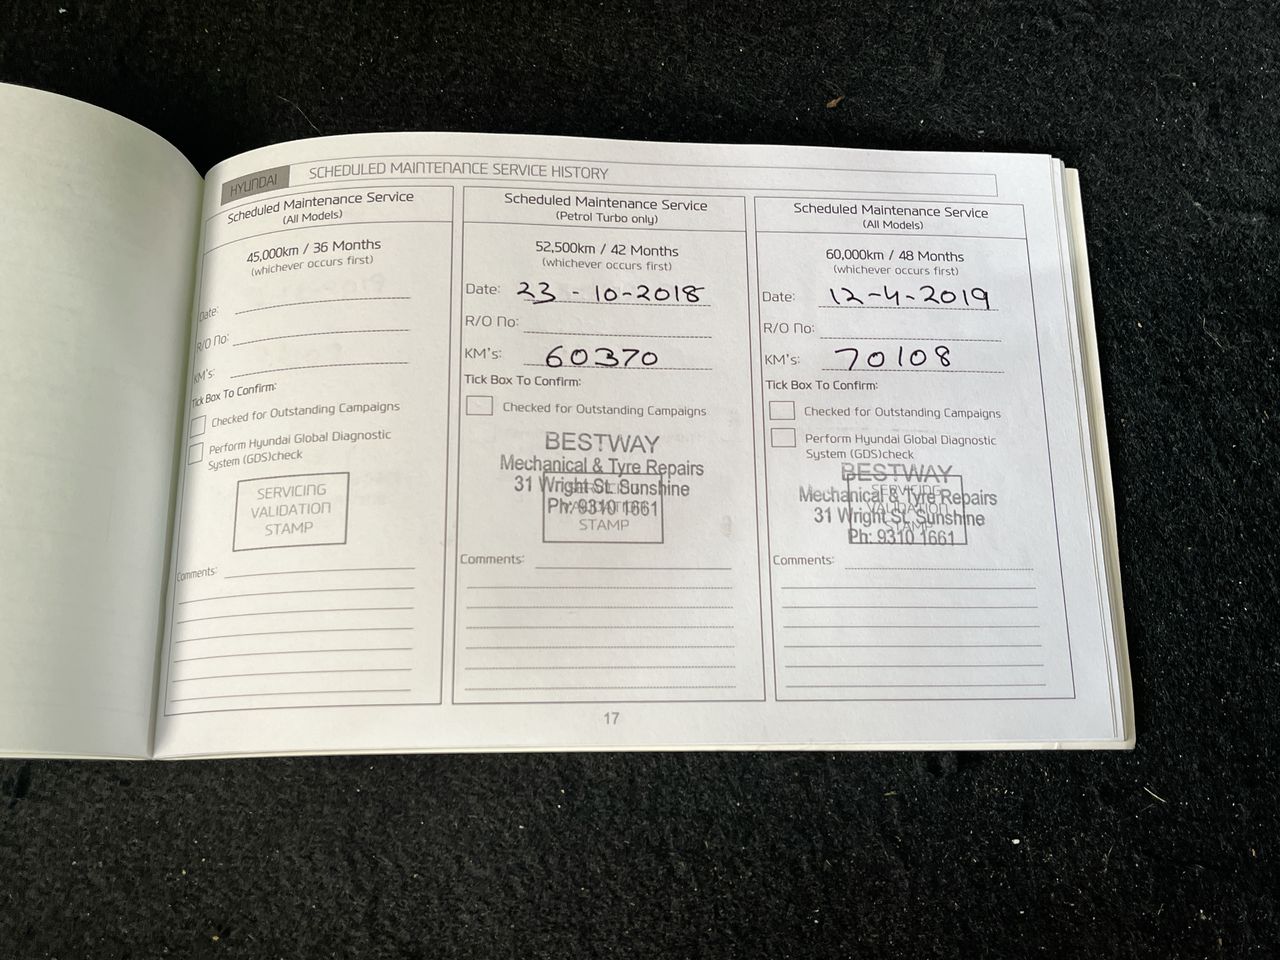 HYUNDAI SCHEDULED MAINTENANCE SERVICE HISTORY
Scheduled Maintenance Service
(All Models)
45,000km / 36 Months
(whichever occurs first)
Date:
R/O No:
KM's:
Tick Box To Confirm:
Checked for Outstanding Campaigns
Perform Hyundai Global Diagnostic
System (GDS)check
SERVICING
VALIDATION
STAMP
Comments:
Scheduled Maintenance Service
(Petrol Turbo only)
52,500km / 42 Months
(whichever occurs first)
Date: 23-10-2018
R/O No:
KM's: 60370
Tick Box To Confirm:
Checked for Outstanding Campaigns
BESTWAY
Mechanical & Tyre Repairs
31 Wright St. Sunshine
Ph: 9310 1661
STAMP
Comments:
Scheduled Maintenance Service
(All Models)
60,000km / 48 Months
(whichever occurs first)
Date: 12-4-2019
R/O No:
KM's: 70108
Tick Box To Confirm:
Checked for Outstanding Campaigns
Perform Hyundai Global Diagnostic
System (GDS)check
BESTWAY
SERVICING
Mechanical & Tyre Repairs
VALIDATION
31 Wright St. Sunshine
STAMP
Ph: 9310 1661
Comments:
17